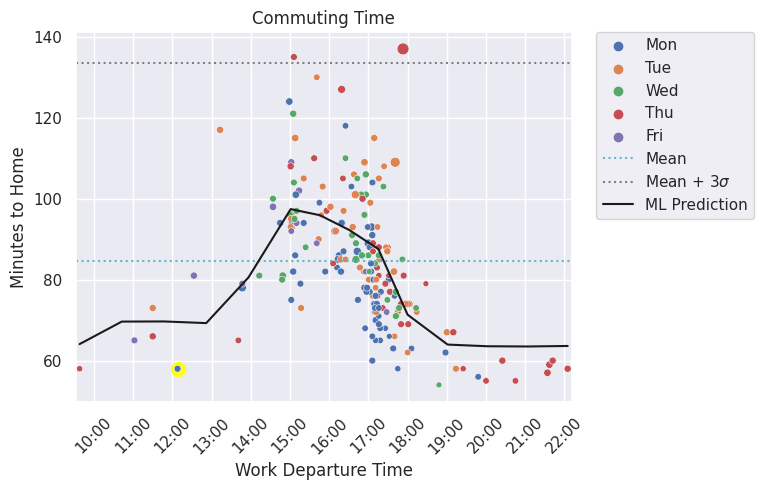 Commuting Time
Minutes to Home
140
120
100
80
60
10:00
11:00
12:00
13:00
14:00
15:00
16:00
17:00
18:00
19:00
20:00
21:00
22:00
Work Departure Time
Mon
Tue
Wed
Thu
Fri
Mean
Mean + 3σ
ML Prediction